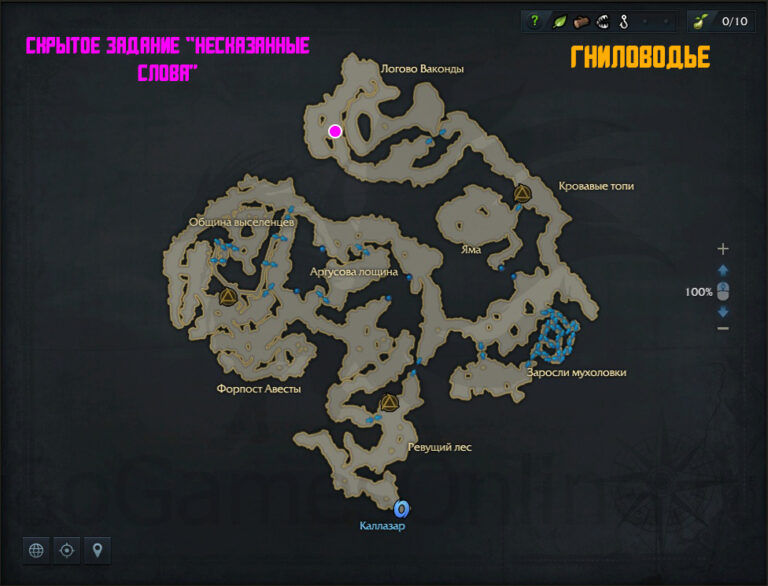 СКРЫТОЕ ЗАДАНИЕ "НЕСКАЗАННЫЕ
СЛОВА"
? 0/10
ГНИЛОВОДЬЕ
Логово Ваконды
Кровавые топи
Община выселенцев
Яма
Аргусова лощина
100%
Заросли мухоловки
Форпост Авесты
Ревущий лес
Каллазар